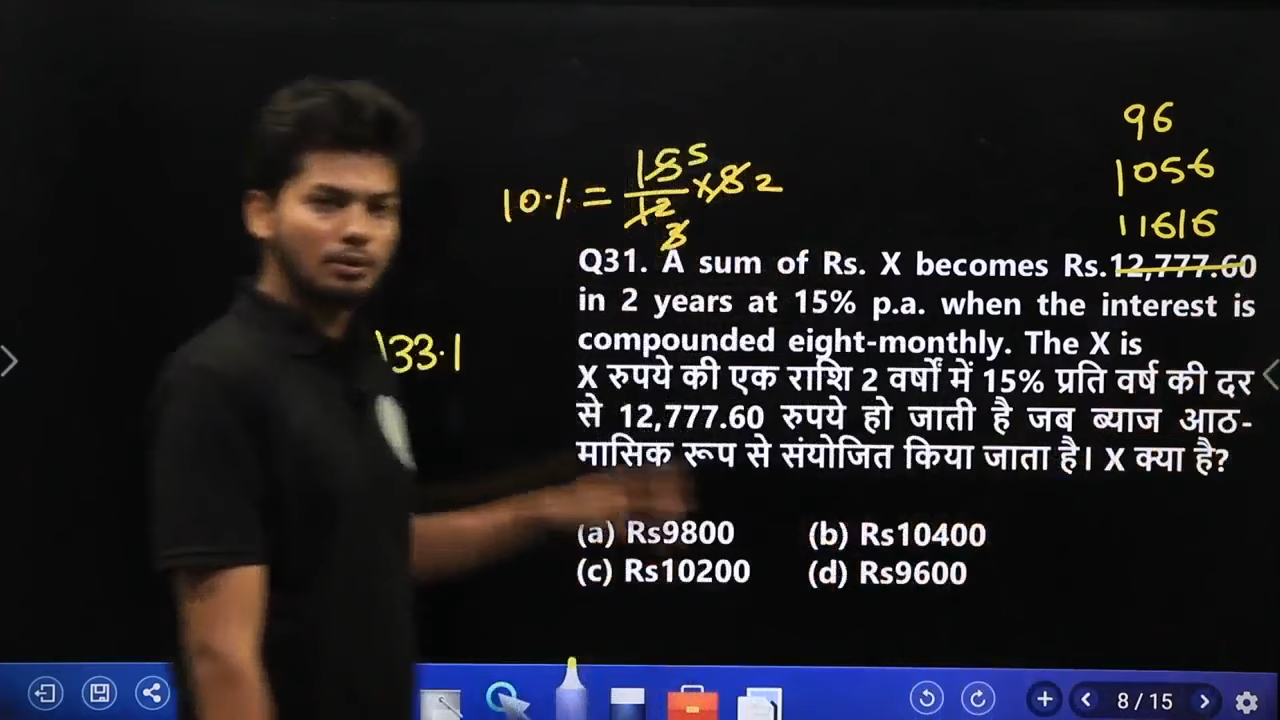 96
1056
11616
10·/· = 15 5 / 12 3 × 8 2
133·1
Q31. A sum of Rs. X becomes Rs.12,777.60
in 2 years at 15% p.a. when the interest is
compounded eight-monthly. The X is
X रुपये की एक राशि 2 वर्षों में 15% प्रति वर्ष की दर
से 12,777.60 रुपये हो जाती है जब ब्याज आठ-
मासिक रूप से संयोजित किया जाता है। X क्या है?
(a) Rs9800 (b) Rs10400
(c) Rs10200 (d) Rs9600
8 / 15